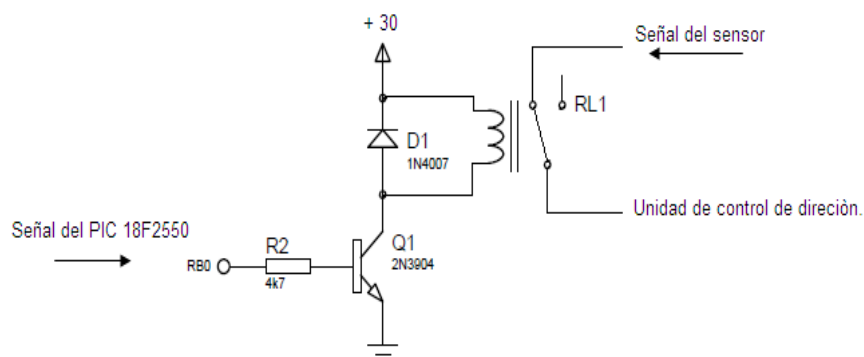 + 30
Señal del sensor
RL1
D1
1N4007
Unidad de control de direciòn.
Señal del PIC 18F2550
R2
Q1
2N3904
RB0
4k7